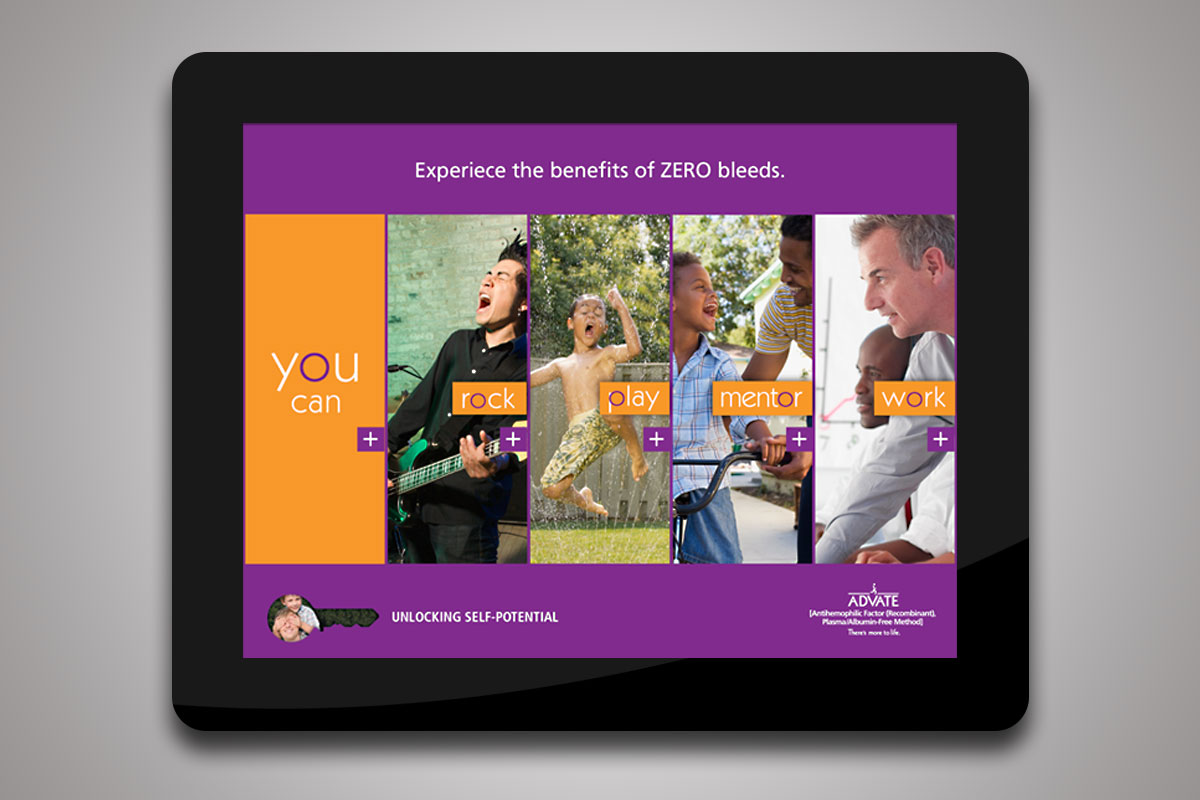 Experiece the benefits of ZERO bleeds.
you
can
+
rock
+
play
+
mentor
+
work
+
UNLOCKING SELF-POTENTIAL
ADVATE
[Antihemophilic Factor (Recombinant),
Plasma/Albumin-Free Method]
There's more to life.